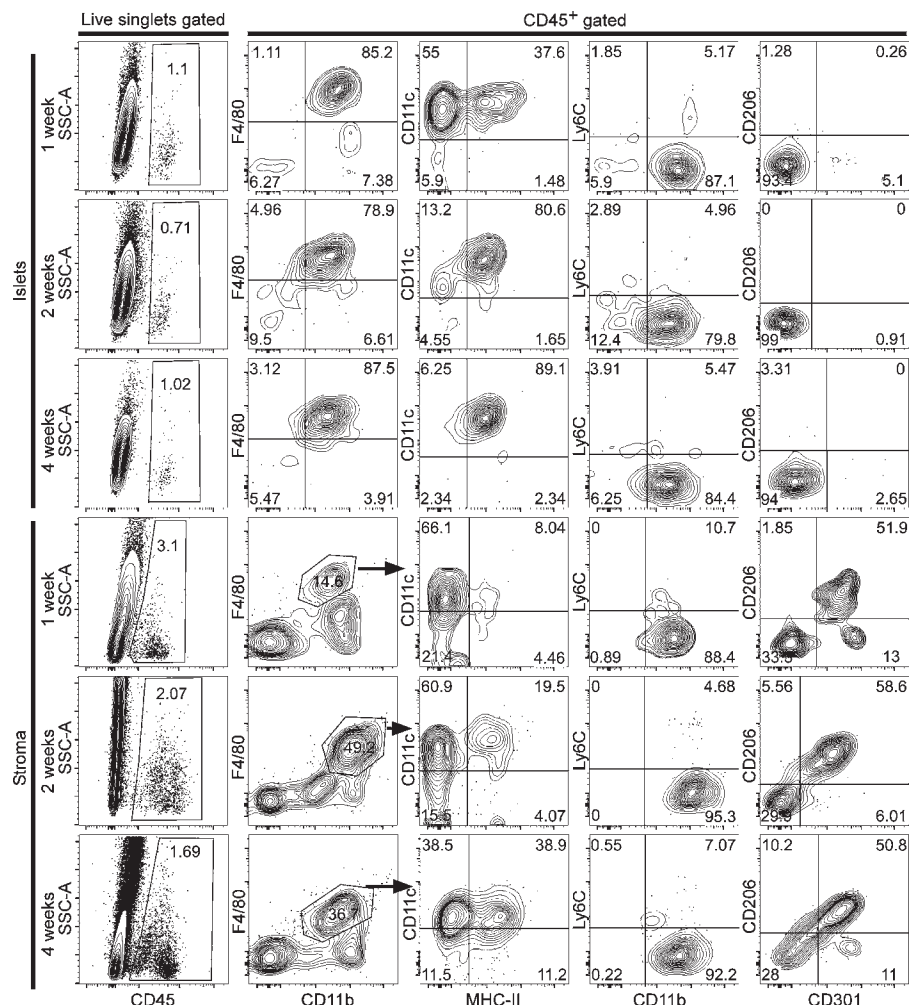 Live singlets gated
CD45+ gated
Islets
1 week
SSC-A
1.1
F4/80
1.11 85.2
6.27 7.38
CD11c
55 37.6
5.9 1.48
Ly6C
1.85 5.17
5.9 87.1
CD206
1.28 0.26
5.1
2 weeks
SSC-A
0.71
F4/80
4.96 78.9
9.5 6.61
CD11c
13.2 80.6
4.55 1.65
Ly6C
2.89 4.96
12.4 79.8
CD206
0 0
99 0.91
4 weeks
SSC-A
1.02
F4/80
3.12 87.5
5.47 3.91
CD11c
6.25 89.1
2.34 2.34
Ly6C
3.91 5.47
6.25 84.4
CD206
3.31 0
94 2.65
Stroma
1 week
SSC-A
3.1
F4/80
14.6
CD11c
66.1 8.04
21.4 4.46
Ly6C
0 10.7
0.89 88.4
CD206
1.85 51.9
13
2 weeks
SSC-A
2.07
F4/80
49.2
CD11c
60.9 19.5
15.5 4.07
Ly6C
0 4.68
0 95.3
CD206
5.56 58.6
6.01
4 weeks
SSC-A
1.69
F4/80
36.7
CD11c
38.5 38.9
11.5 11.2
Ly6C
0.55 7.07
0.22 92.2
CD206
10.2 50.8
28 11
CD45
CD11b
MHC-II
CD11b
CD301